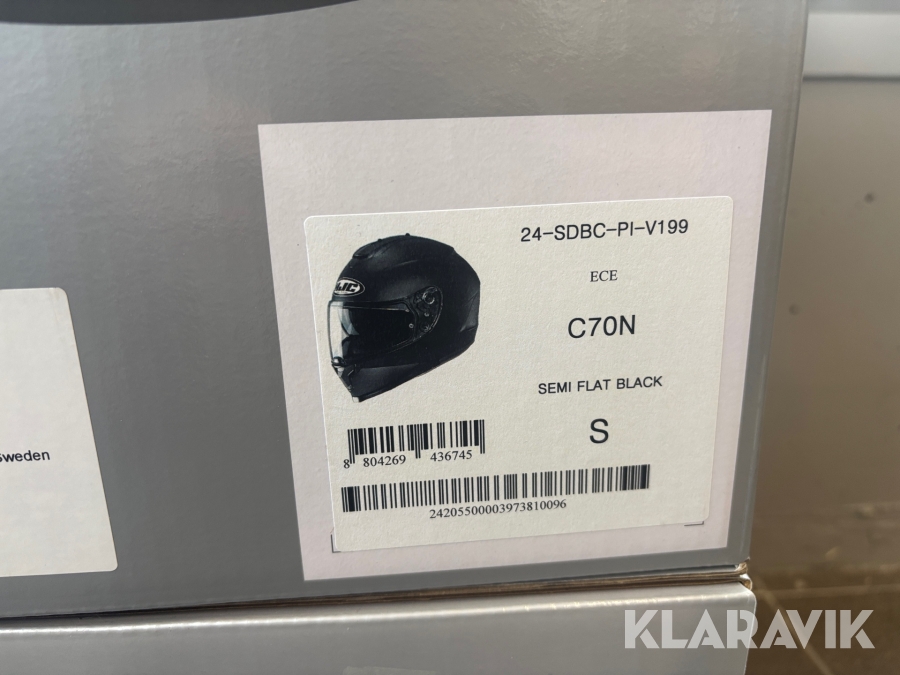 24-SDBC-PI-V199
ECE
HJC
C70N
SEMI FLAT BLACK
S
8 804269 436745
24205500003973810096
Sweden
KLARAVIK